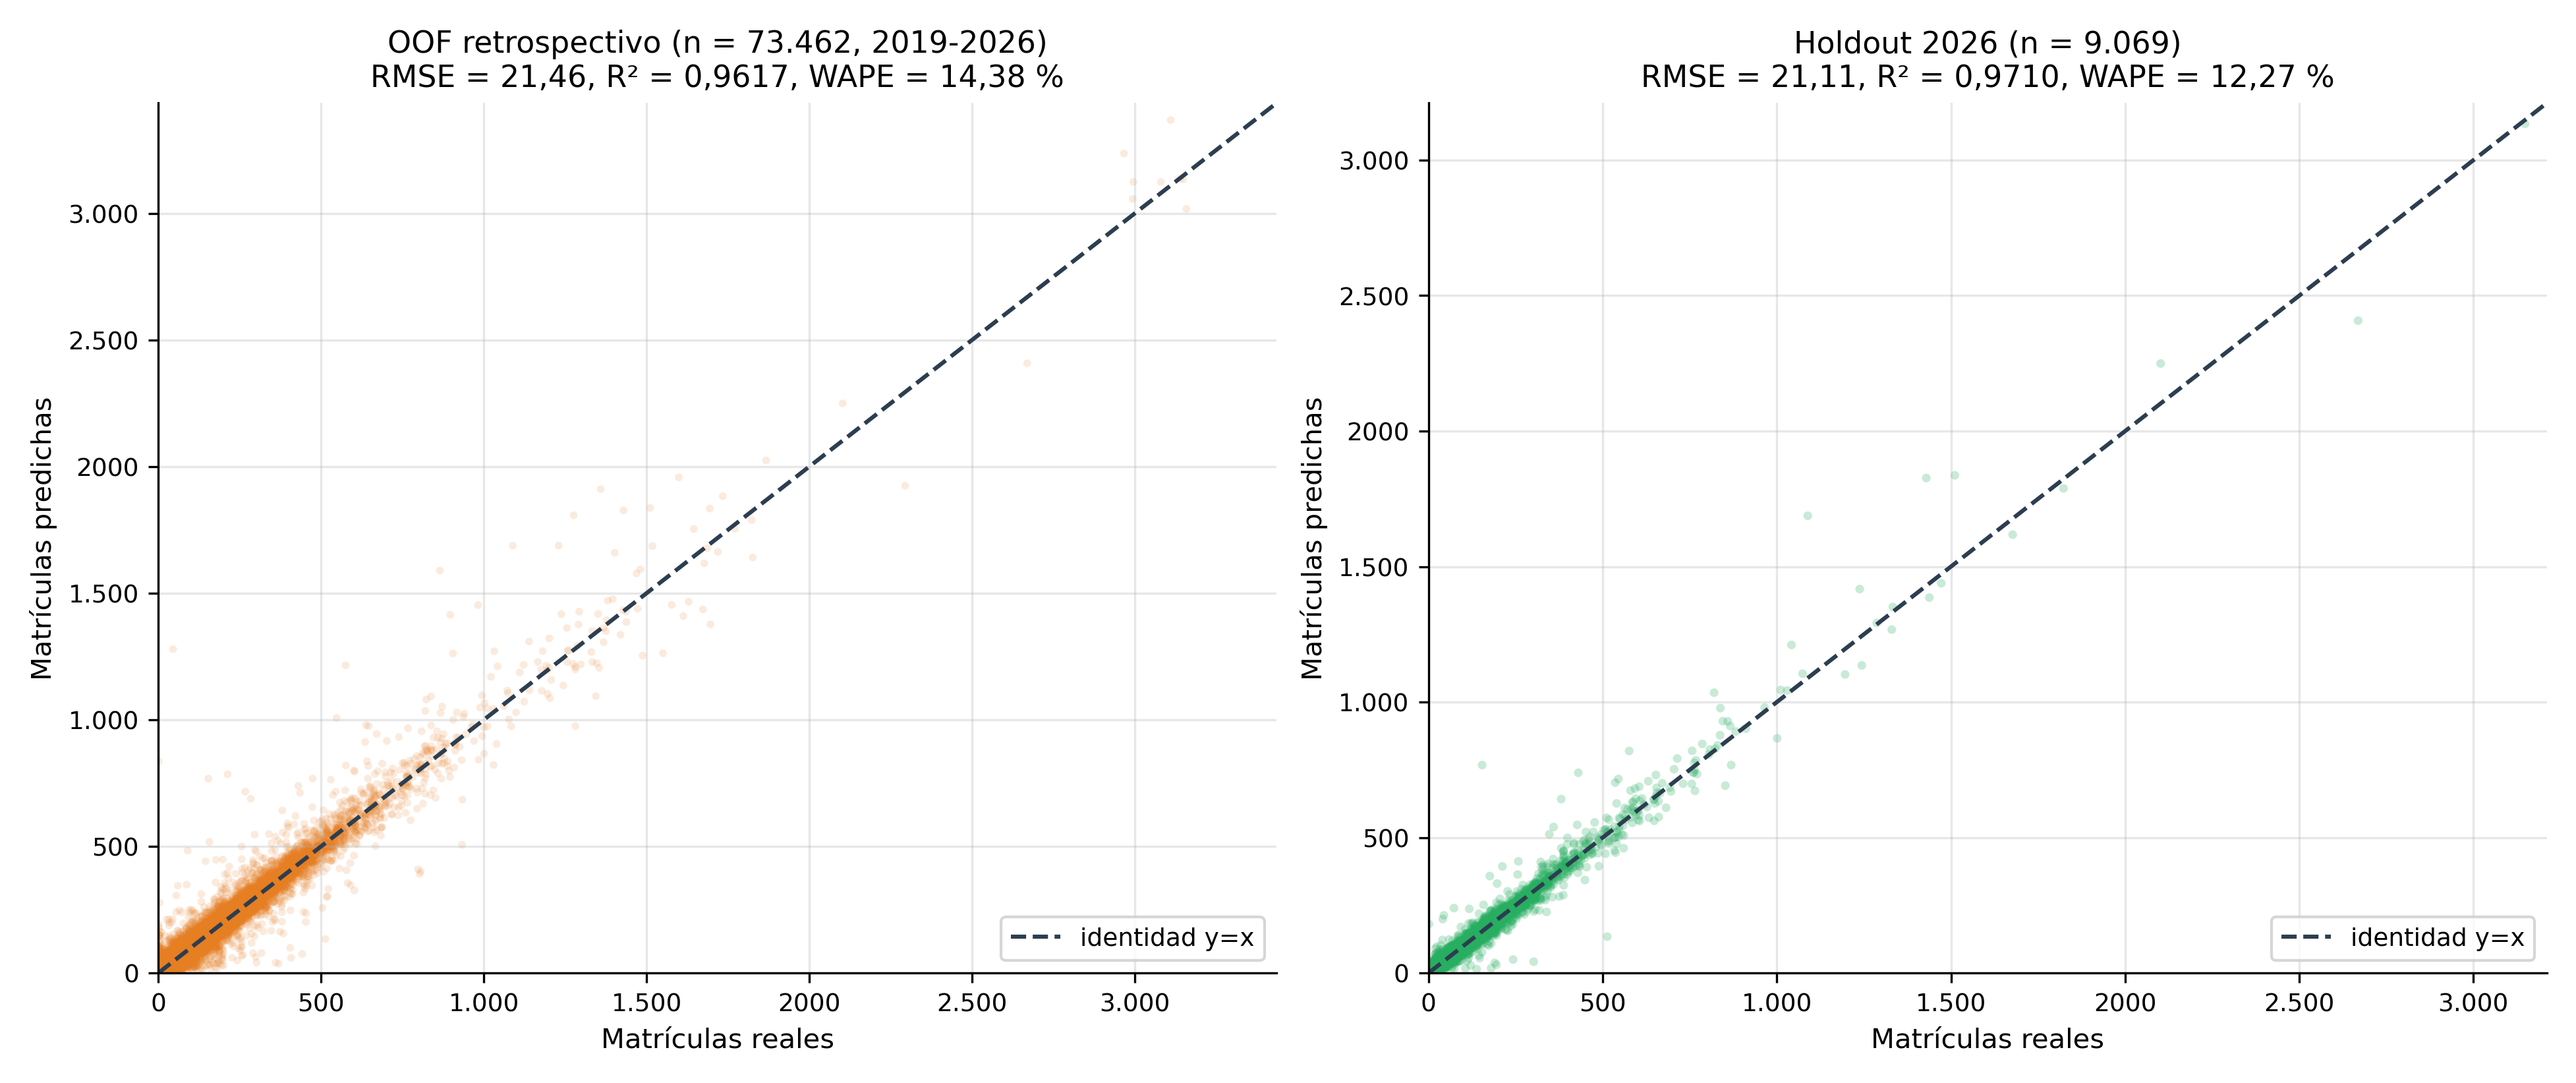 OOF retrospectivo (n = 73.462, 2019-2026)
RMSE = 21,46, R² = 0,9617, WAPE = 14,38 %
Matrículas predichas
3.000
2.500
2000
1.500
1.000
500
0
0 500 1.000 1.500 2000 2.500 3.000
Matrículas reales
identidad y=x
Holdout 2026 (n = 9.069)
RMSE = 21,11, R² = 0,9710, WAPE = 12,27 %
Matrículas predichas
3.000
2.500
2000
1.500
1.000
500
0
0 500 1.000 1.500 2000 2.500 3.000
Matrículas reales
identidad y=x